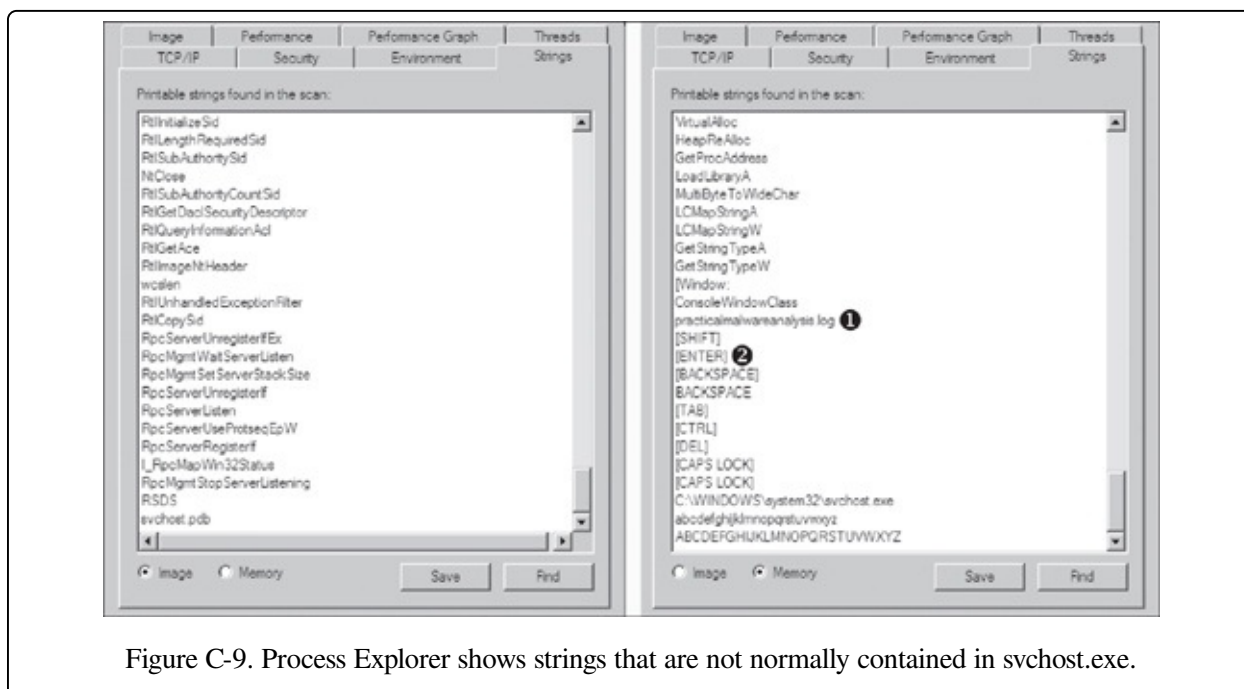 Image Performance Performance Graph Threads
TCP/IP Security Environment Strings
Printable strings found in the scan:
RtlInitializeSid
RtlLengthRequiredSid
RtlSubAuthoritySid
NtClose
RtlSubAuthorityCountSid
RtlGetDaclSecurityDescriptor
RtlQueryInformationAcl
RtlGetAce
RtlImageNtHeader
wcslen
RtlUnhandledExceptionFilter
RtlCopySid
RpcServerUnregisterIfEx
RpcMgmtWaitServerListen
RpcMgmtSetServerStackSize
RpcServerUnregisterIf
RpcServerListen
RpcServerUseProtseqEpW
RpcServerRegisterIf
I_RpcMapWin32Status
RpcMgmtStopServerListening
RSDS
svchost.pdb
Image Memory Save Find
Image Performance Performance Graph Threads
TCP/IP Security Environment Strings
Printable strings found in the scan:
VirtualAlloc
HeapReAlloc
GetProcAddress
LoadLibraryA
MultiByteToWideChar
LCMapStringA
LCMapStringW
GetStringTypeA
GetStringTypeW
[Window:
ConsoleWindowClass
practicalmalwareanalysis.log ❶
[SHIFT]
[ENTER] ❷
[BACKSPACE]
BACKSPACE
[TAB]
[CTRL]
[DEL]
[CAPS LOCK]
[CAPS LOCK]
C:\WINDOWS\system32\svchost.exe
abcdefghijklmnopqrstuvwxyz
ABCDEFGHIJKLMNOPQRSTUVWXYZ
Image Memory Save Find
Figure C-9. Process Explorer shows strings that are not normally contained in svchost.exe.